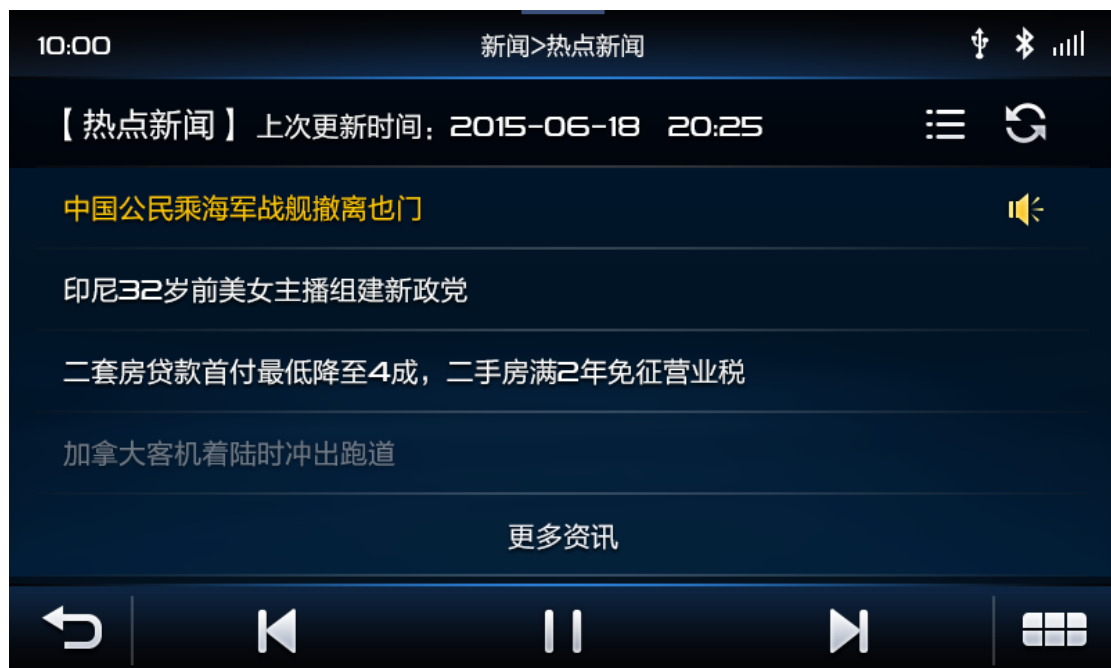 10:00 新闻>热点新闻
【热点新闻】上次更新时间：2015-06-18 20:25
中国公民乘海军战舰撤离也门
印尼32岁前美女主播组建新政党
二套房贷款首付最低降至4成，二手房满2年免征营业税
加拿大客机着陆时冲出跑道
更多资讯